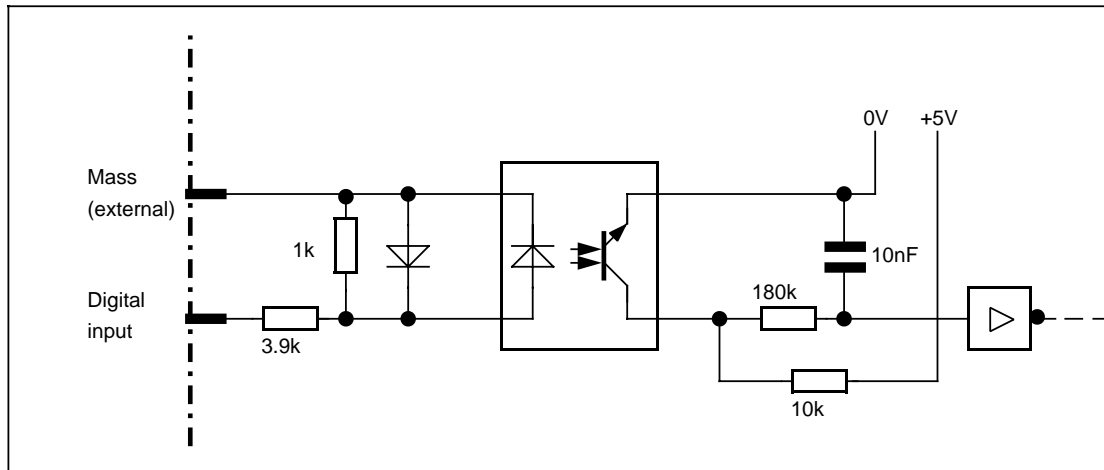 0V +5V
Mass
(external)
1k
10nF
Digital
input
180k
3.9k
10k